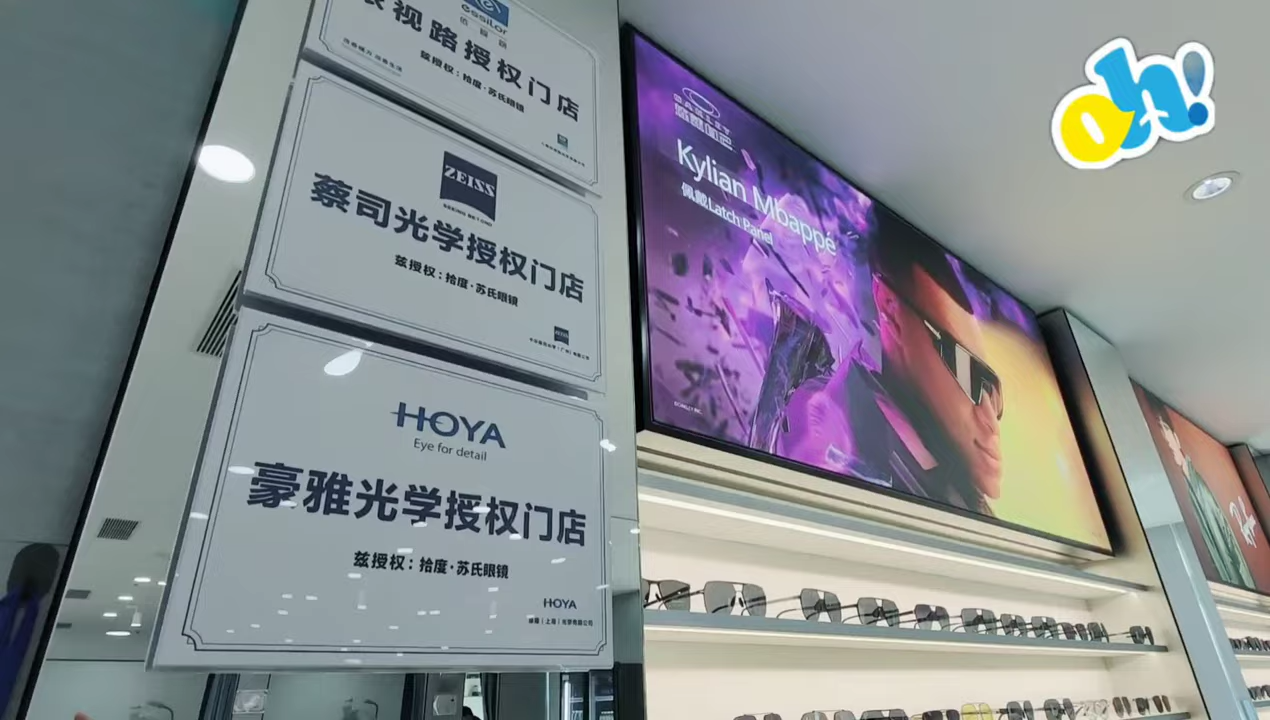 essilor
视路授权门店
兹授权：拾度·苏氏眼镜
ZEISS
蔡司光学授权门店
兹授权：拾度·苏氏眼镜
ZEISS
HOYA
Eye for detail
豪雅光学授权门店
兹授权：拾度·苏氏眼镜
HOYA
OAKLEY
Kylian Mbappé
佩戴Latch Panel
oh!